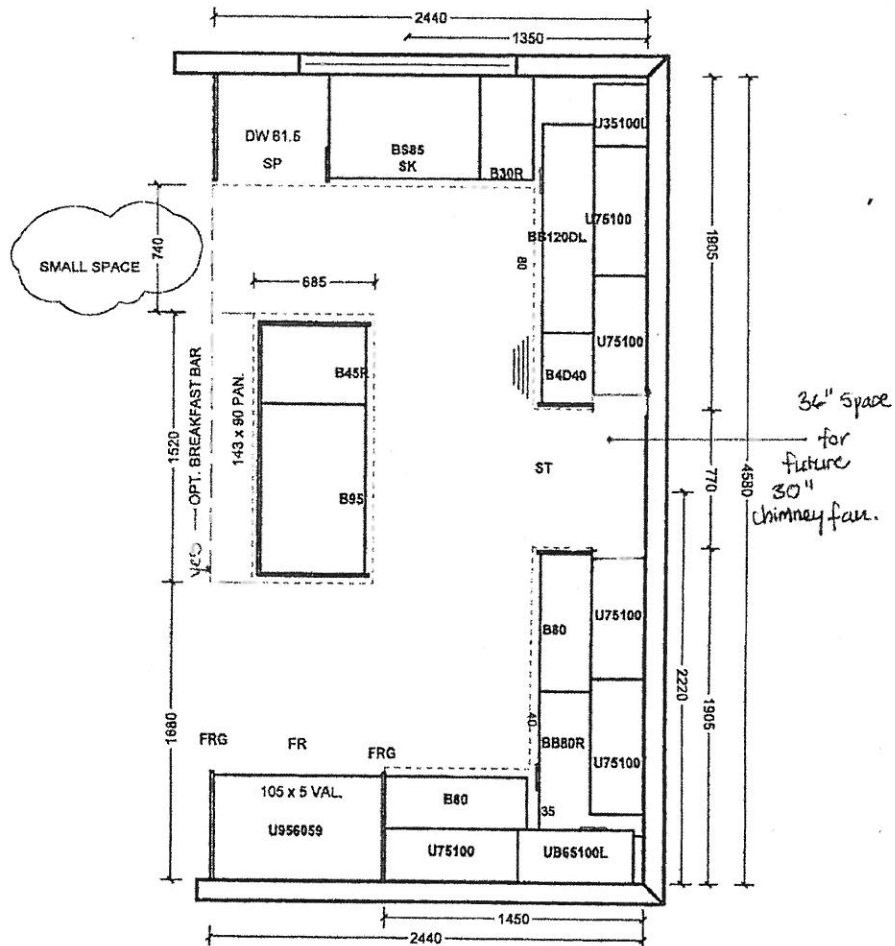 2440
1350
DW 61.5
SP
BS85
SK
B30R
U35100L
U75100
BB120DL
80
U75100
B4D40
1905
740
SMALL SPACE
685
B45R
143 x 90 PAN.
OPT. BREAKFAST BAR
yes
1520
B95
ST
36" Space
for
future
30"
chimney fan.
770
4580
U75100
B80
2220
1905
40
BB80R
U75100
35
1680
FRG
FR
FRG
105 x 5 VAL.
U956059
B80
U75100
UB65100L
1450
2440